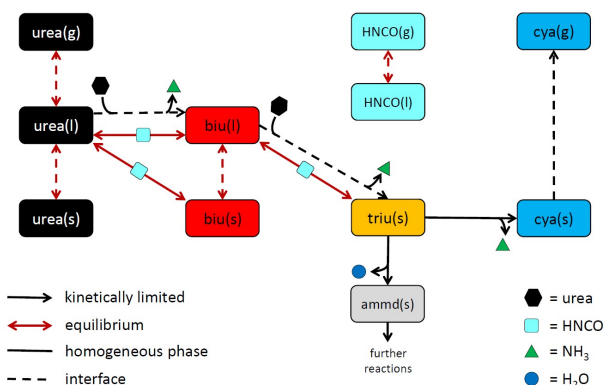 urea(g)
HNCO(g)
cya(g)
urea(l)
biu(l)
HNCO(l)
urea(s)
biu(s)
triu(s)
cya(s)
ammd(s)
further
reactions
NH₃
kinetically limited
equilibrium
homogeneous phase
interface
= urea
= HNCO
= NH₃
= H₂O